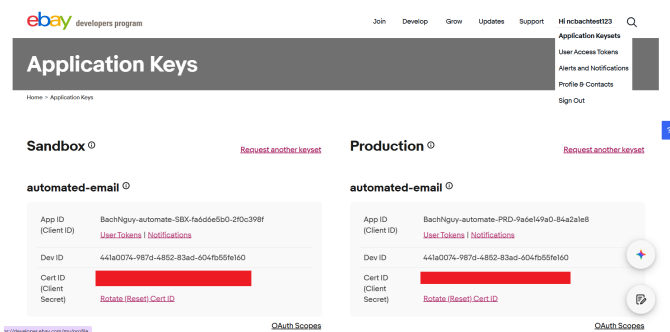 ebay developers program
Join Develop Grow Updates Support Hi ncbachtest123
Application Keysets
User Access Tokens
Alerts and Notifications
Profile & Contacts
Sign Out
Application Keys
Home > Application Keys
Sandbox
Request another keyset
automated-email
App ID (Client ID)
BachNguy-automate-SBX-fa6d6e5b0-2f0c398f
User Tokens | Notifications
Dev ID
441a0074-987d-4852-83ad-604fb55fe160
Cert ID (Client Secret)
Rotate (Reset) Cert ID
OAuth Scopes
Production
Request another keyset
automated-email
App ID (Client ID)
BachNguy-automate-PRD-9a6e149a0-84a2a1e8
User Tokens | Notifications
Dev ID
441a0074-987d-4852-83ad-604fb55fe160
Cert ID (Client Secret)
Rotate (Reset) Cert ID
OAuth Scopes